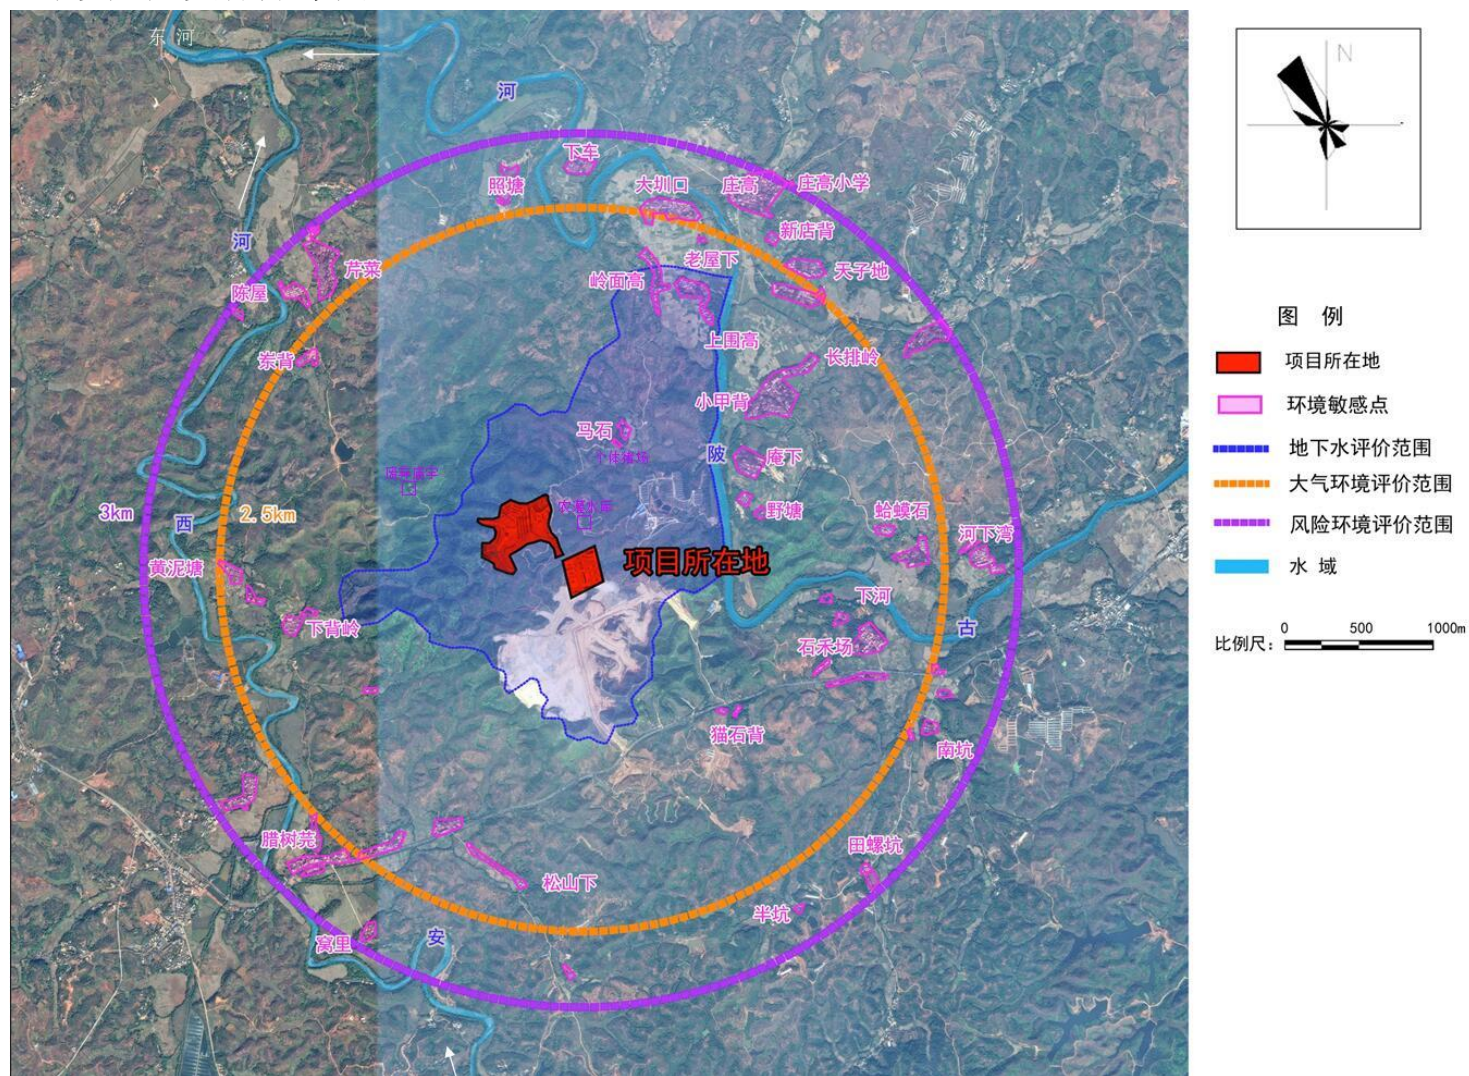 东 河
N
河
下车
照塘
大圳口
庄高
庄高小学
新店背
河
芹菜
老屋下
天子地
岭面高
陈屋
图 例
上围高
岽背
长排岭
项目所在地
小甲背
环境敏感点
马石
陂
庵下
地下水评价范围
大气环境评价范围
3km
西
2.5km
野塘
蛤蟆石
河下湾
风险环境评价范围
黄泥塘
项目所在地
水 域
下背岭
下河
古
石禾场
0 500 1000m
比例尺:
猫石背
南坑
腊树芫
田螺坑
松山下
半坑
窝里
安